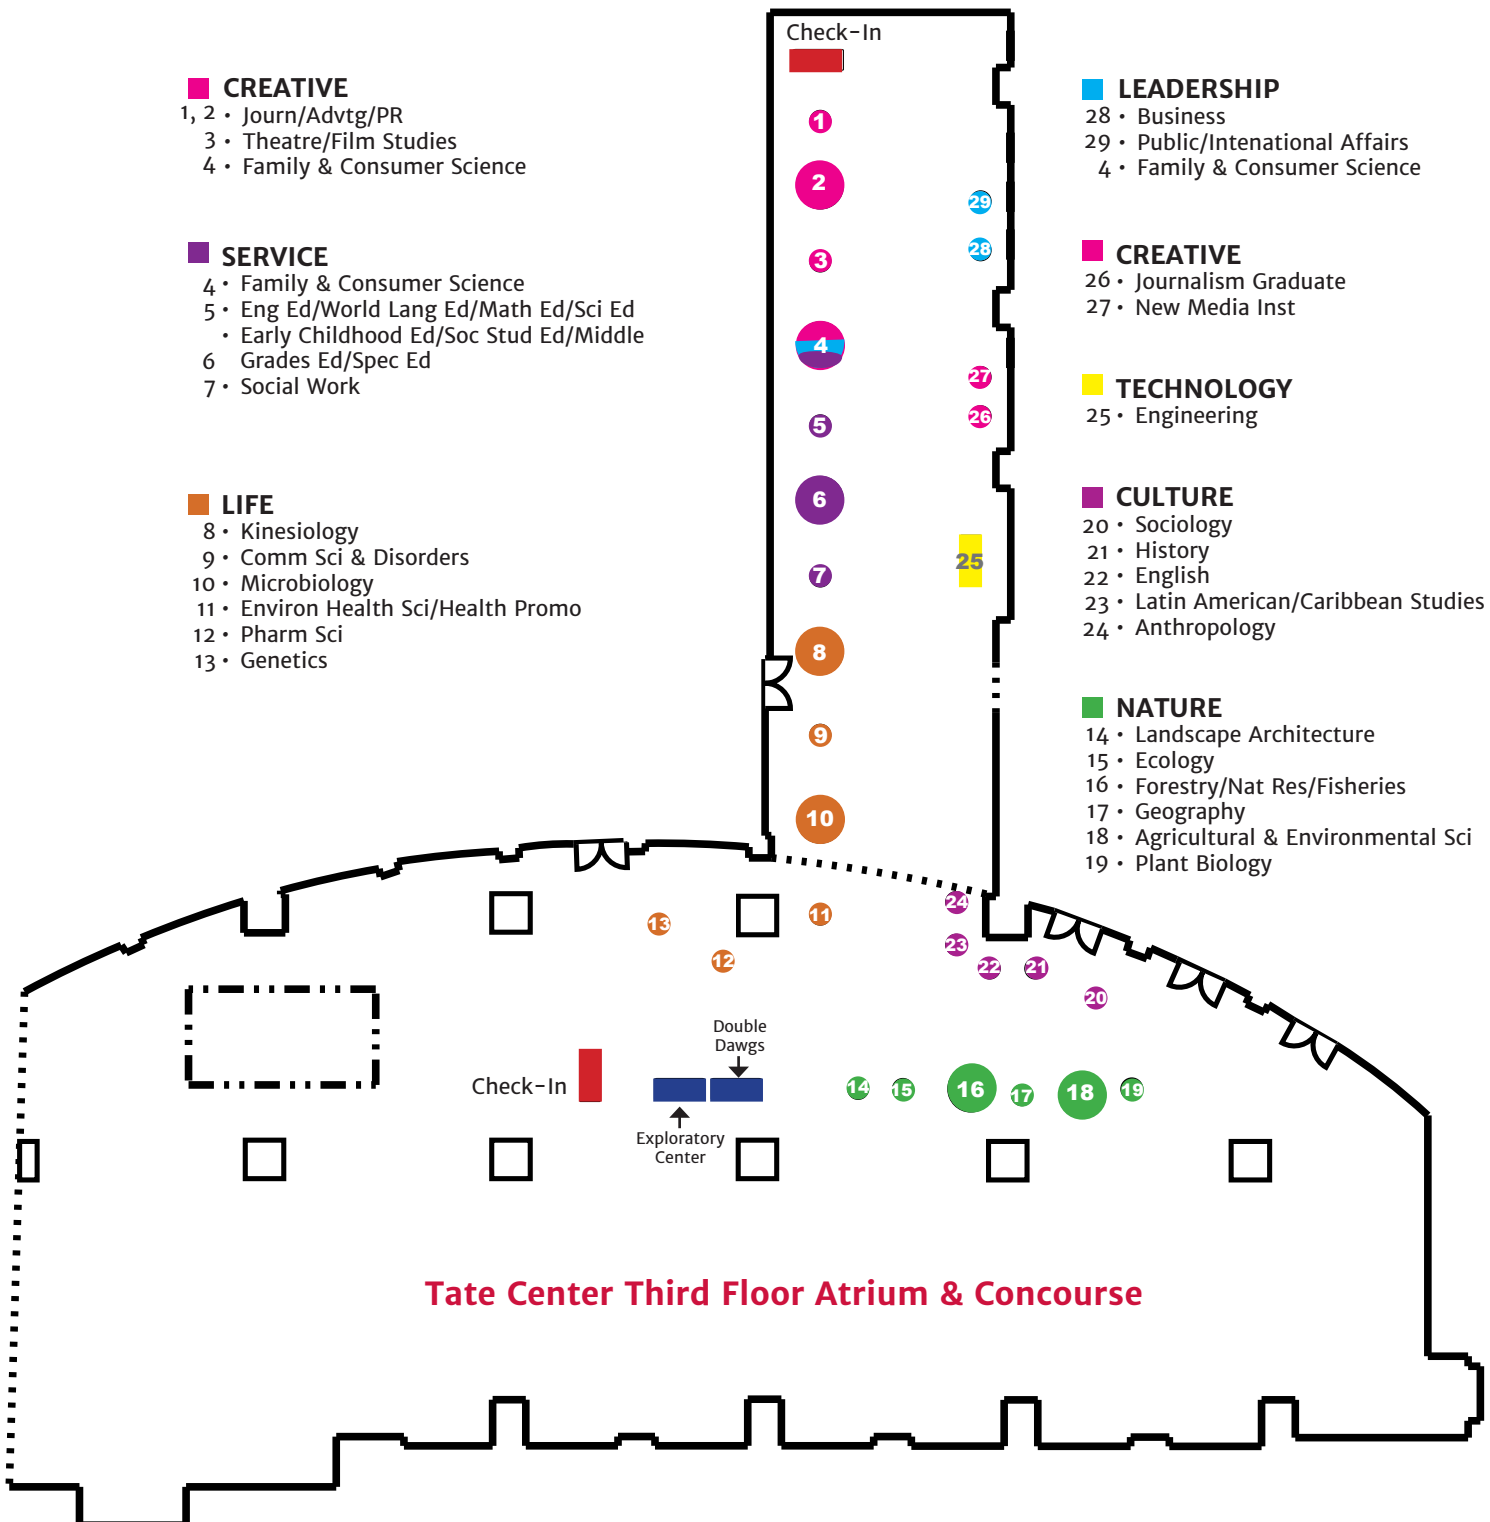 Check-In
CREATIVE
1, 2 • Journ/Advtg/PR
3 • Theatre/Film Studies
4 • Family & Consumer Science
SERVICE
4 • Family & Consumer Science
5 • Eng Ed/World Lang Ed/Math Ed/Sci Ed
• Early Childhood Ed/Soc Stud Ed/Middle
6 Grades Ed/Spec Ed
7 • Social Work
LIFE
8 • Kinesiology
9 • Comm Sci & Disorders
10 • Microbiology
11 • Environ Health Sci/Health Promo
12 • Pharm Sci
13 • Genetics
1
2
3
4
5
6
7
8
9
10
29
28
27
26
25
LEADERSHIP
28 • Business
29 • Public/Intenational Affairs
4 • Family & Consumer Science
CREATIVE
26 • Journalism Graduate
27 • New Media Inst
TECHNOLOGY
25 • Engineering
CULTURE
20 • Sociology
21 • History
22 • English
23 • Latin American/Caribbean Studies
24 • Anthropology
NATURE
14 • Landscape Architecture
15 • Ecology
16 • Forestry/Nat Res/Fisheries
17 • Geography
18 • Agricultural & Environmental Sci
19 • Plant Biology
13
12
11
24
23
22
21
20
Check-In
Double
Dawgs
Exploratory
Center
14
15
16
17
18
19
Tate Center Third Floor Atrium & Concourse